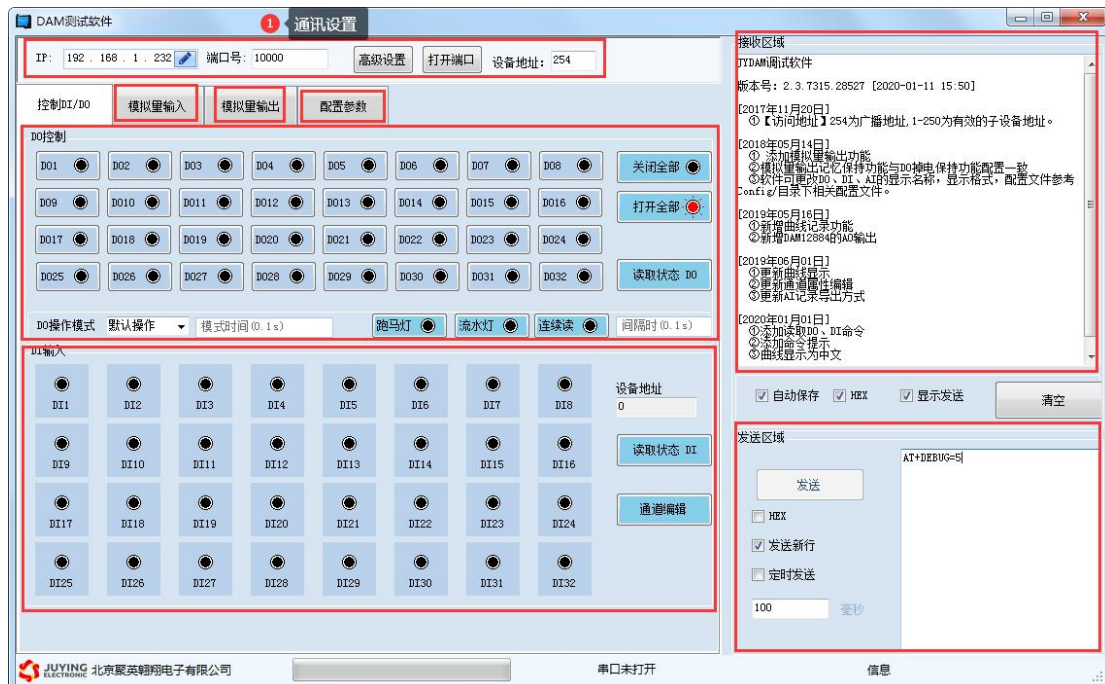 DAM测试软件
1 通讯设置
IP: 192 . 168 . 1 . 232 端口号: 10000 高级设置 打开端口 设备地址: 254
控制DI/DO 模拟量输入 模拟量输出 配置参数
DO控制
DO1 DO2 DO3 DO4 DO5 DO6 DO7 DO8 关闭全部
DO9 DO10 DO11 DO12 DO13 DO14 DO15 DO16 打开全部
DO17 DO18 DO19 DO20 DO21 DO22 DO23 DO24
DO25 DO26 DO27 DO28 DO29 DO30 DO31 DO32 读取状态 DO
DO操作模式 默认操作 模式时间(0.1s) 跑马灯 流水灯 连续读 间隔时(0.1s)
DI输入
DI1 DI2 DI3 DI4 DI5 DI6 DI7 DI8
设备地址
0
DI9 DI10 DI11 DI12 DI13 DI14 DI15 DI16
读取状态 DI
DI17 DI18 DI19 DI20 DI21 DI22 DI23 DI24
通道编辑
DI25 DI26 DI27 DI28 DI29 DI30 DI31 DI32
接收区域
JYDAM调试软件
版本号: 2.3.7315.28527 [2020-01-11 15:50]
[2017年11月20日]
①【访问地址】254为广播地址,1-250为有效的子设备地址。
[2018年05月14日]
① 添加模拟量输出功能
②模拟量输出记忆保持功能与DO掉电保持功能配置一致
③软件可更改DO、DI、AI的显示名称，显示格式，配置文件参考
Config/目录下相关配置文件。
[2019年05月16日]
①新增曲线记录功能
②新增DAM12884的AO输出
[2019年06月01日]
①更新曲线显示
②更新通道属性编辑
③更新AI记录导出方式
[2020年01月01日]
①添加读取DO、DI命令
②添加命令提示
③曲线显示为中文
自动保存 HEX 显示发送 清空
发送区域
AT+DEBUG=5
发送
HEX
发送新行
定时发送
100 毫秒
JUYING ELECTRONIC 北京聚英翱翔电子有限公司 串口未打开 信息